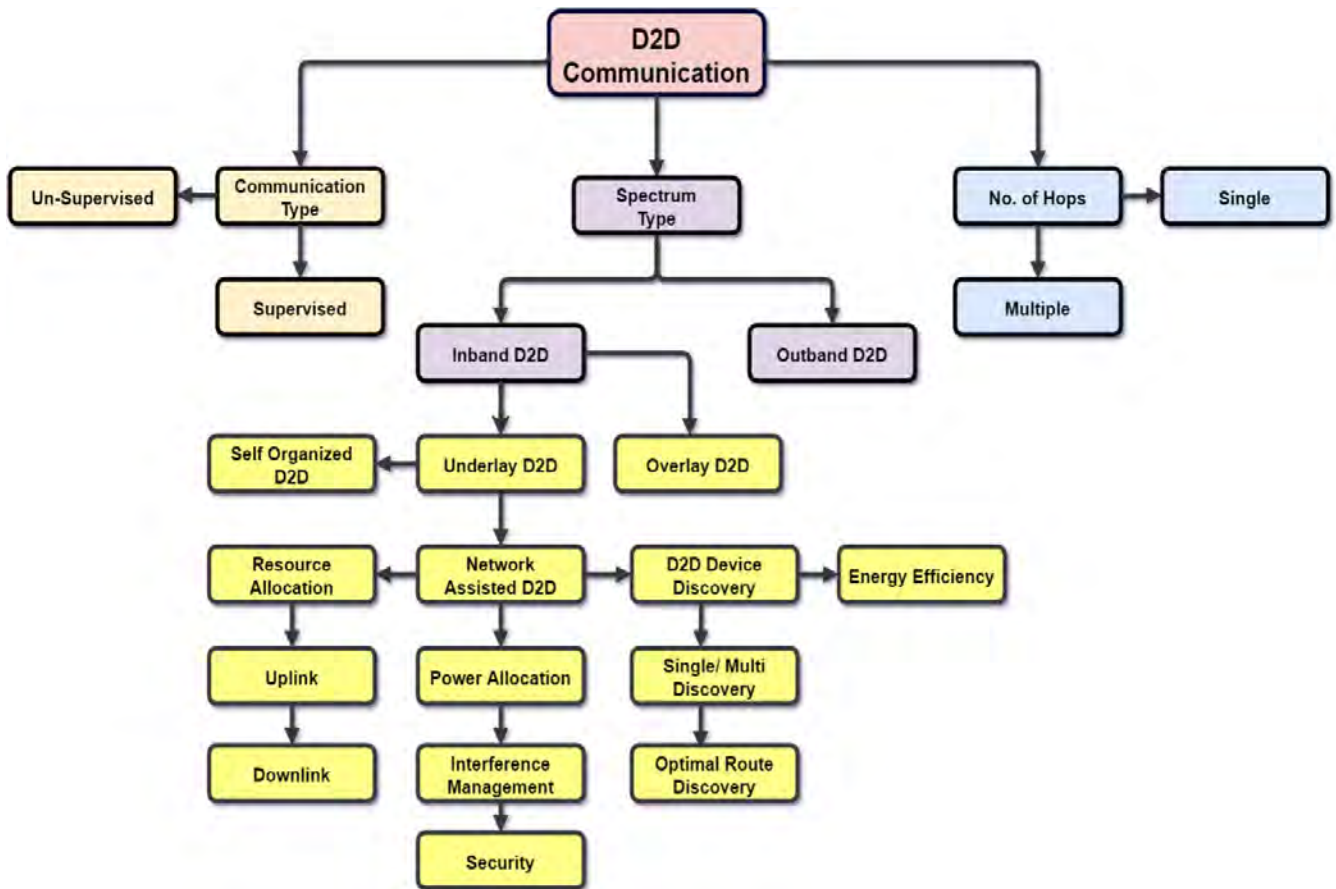 D2D
Communication
Un-Supervised
Communication
Type
Spectrum
Type
No. of Hops
Single
Supervised
Multiple
Inband D2D
Outband D2D
Self Organized
D2D
Underlay D2D
Overlay D2D
Resource
Allocation
Network
Assisted D2D
D2D Device
Discovery
Energy Efficiency
Uplink
Power Allocation
Single/ Multi
Discovery
Downlink
Interference
Management
Optimal Route
Discovery
Security